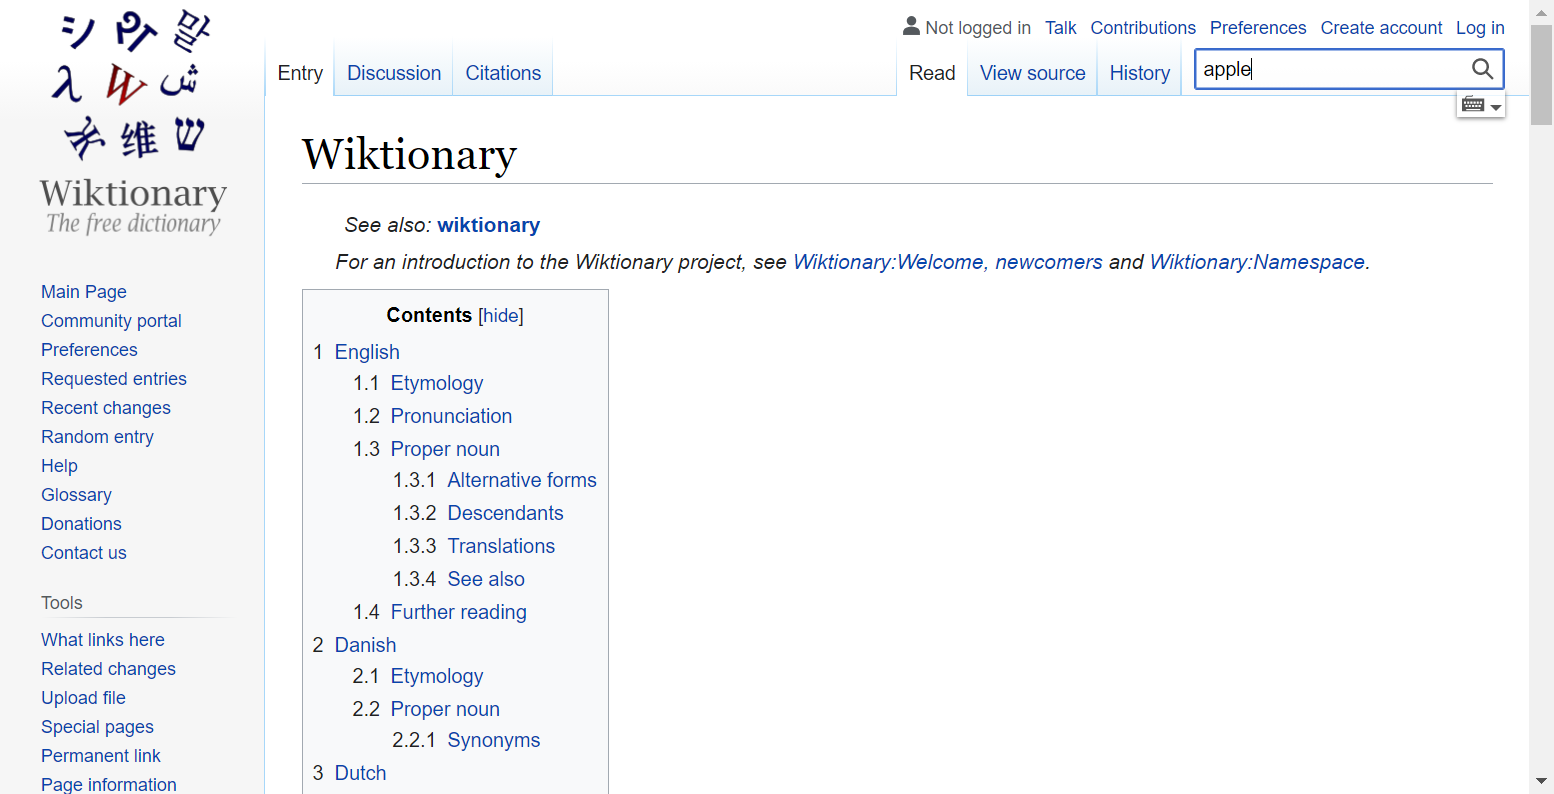 シ あ 말
λ W ش
维 ש
Wiktionary
The free dictionary
Not logged in Talk Contributions Preferences Create account Log in
Entry Discussion Citations Read View source History apple
Wiktionary
See also: wiktionary
For an introduction to the Wiktionary project, see Wiktionary:Welcome, newcomers and Wiktionary:Namespace.
Contents [hide]
1 English
1.1 Etymology
1.2 Pronunciation
1.3 Proper noun
1.3.1 Alternative forms
1.3.2 Descendants
1.3.3 Translations
1.3.4 See also
1.4 Further reading
2 Danish
2.1 Etymology
2.2 Proper noun
2.2.1 Synonyms
3 Dutch
Main Page
Community portal
Preferences
Requested entries
Recent changes
Random entry
Help
Glossary
Donations
Contact us
Tools
What links here
Related changes
Upload file
Special pages
Permanent link
Page information